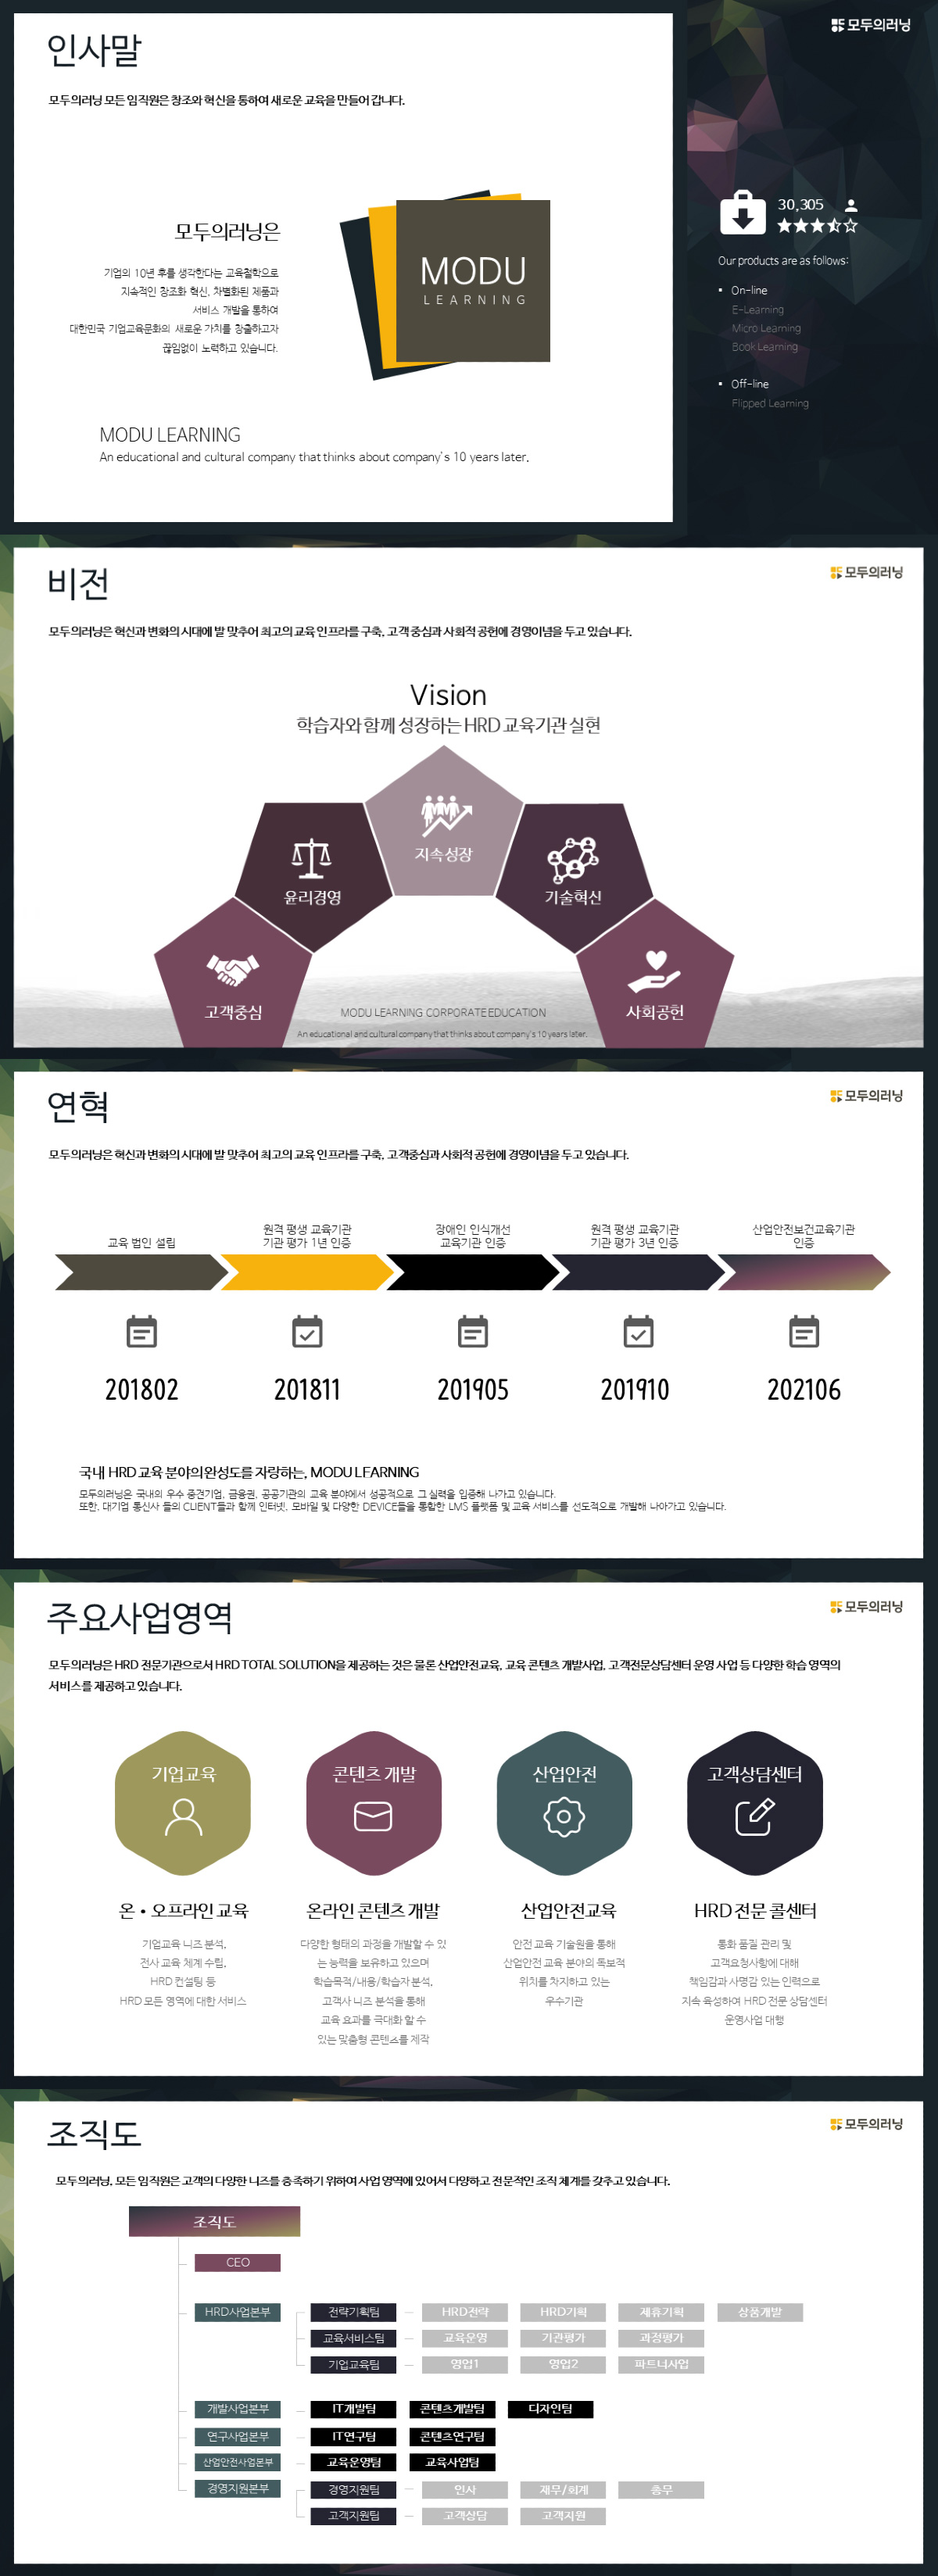 인사말
모두의러닝 모든 임직원은 창조와 혁신을 통하여 새로운 교육을 만들어 갑니다.
모두의러닝은
기업의 10년 후를 생각한다는 교육철학으로
지속적인 창조화 혁신, 차별화된 제품과
서비스 개발을 통하여
대한민국 기업교육문화의 새로운 가치를 창출하고자
끊임없이 노력하고 있습니다.
MODU
LEARNING
MODU LEARNING
An educational and cultural company that thinks about company`s 10 years later.
모두의러닝
30,305
Our products are as follows:
On-line
E-Learning
Micro Learning
Book Learning
Off-line
Flipped Learning
비전
모두의러닝
모두의러닝은 혁신과 변화의 시대에 발 맞추어 최고의 교육 인프라를 구축, 고객 중심과 사회적 공헌에 경영이념을 두고 있습니다.
Vision
학습자와 함께 성장하는 HRD 교육기관 실현
지속성장
윤리경영
기술혁신
고객중심
사회공헌
MODU LEARNING CORPORATE EDUCATION
An educational and cultural company that thinks about company`s 10 years later.
연혁
모두의러닝
모두의러닝은 혁신과 변화의 시대에 발 맞추어 최고의 교육 인프라를 구축, 고객중심과 사회적 공헌에 경영이념을 두고 있습니다.
교육 법인 설립
원격 평생 교육기관
기관 평가 1년 인증
장애인 인식개선
교육기관 인증
원격 평생 교육기관
기관 평가 3년 인증
산업안전보건교육기관
인증
201802
201811
201905
201910
202106
국내 HRD 교육 분야의 완성도를 자랑하는, MODU LEARNING
모두의러닝은 국내의 우수 중견기업, 금융권, 공공기관의 교육 분야에서 성공적으로 그 실력을 입증해 나가고 있습니다.
또한, 대기업 통신사 들의 CLIENT들과 함께 인터넷, 모바일 및 다양한 DEVICE들을 통합한 LMS 플랫폼 및 교육 서비스를 선도적으로 개발해 나아가고 있습니다.
주요사업영역
모두의러닝
모두의러닝은 HRD 전문기관으로서 HRD TOTAL SOLUTION을 제공하는 것은 물론 산업안전교육, 교육 콘텐츠 개발사업, 고객전문상담센터 운영 사업 등 다양한 학습 영역의
서비스를 제공하고 있습니다.
기업교육
콘텐츠 개발
산업안전
고객상담센터
온 • 오프라인 교육
기업교육 니즈 분석,
전사 교육 체계 수립,
HRD 컨설팅 등
HRD 모든 영역에 대한 서비스
온라인 콘텐츠 개발
다양한 형태의 과정을 개발할 수 있
는 능력을 보유하고 있으며
학습목적/내용/학습자 분석,
고객사 니즈 분석을 통해
교육 효과를 극대화 할 수
있는 맞춤형 콘텐츠를 제작
산업안전교육
안전 교육 기술원을 통해
산업안전 교육 분야의 독보적
위치를 차지하고 있는
우수기관
HRD 전문 콜센터
통화 품질 관리 및
고객요청사항에 대해
책임감과 사명감 있는 인력으로
지속 육성하여 HRD 전문 상담센터
운영사업 대행
조직도
모두의러닝
모두의러닝, 모든 임직원은 고객의 다양한 니즈를 충족하기 위하여 사업 영역에 있어서 다양하고 전문적인 조직 체계를 갖추고 있습니다.
조직도
CEO
HRD사업본부
전략기획팀
HRD전략
HRD기획
제휴기획
상품개발
교육서비스팀
교육운영
기관평가
과정평가
기업교육팀
영업1
영업2
파트너사업
개발사업본부
IT개발팀
콘텐츠개발팀
디자인팀
연구사업본부
IT연구팀
콘텐츠연구팀
산업안전사업본부
교육운영팀
교육사업팀
경영지원본부
경영지원팀
인사
재무/회계
총무
고객지원팀
고객상담
고객지원